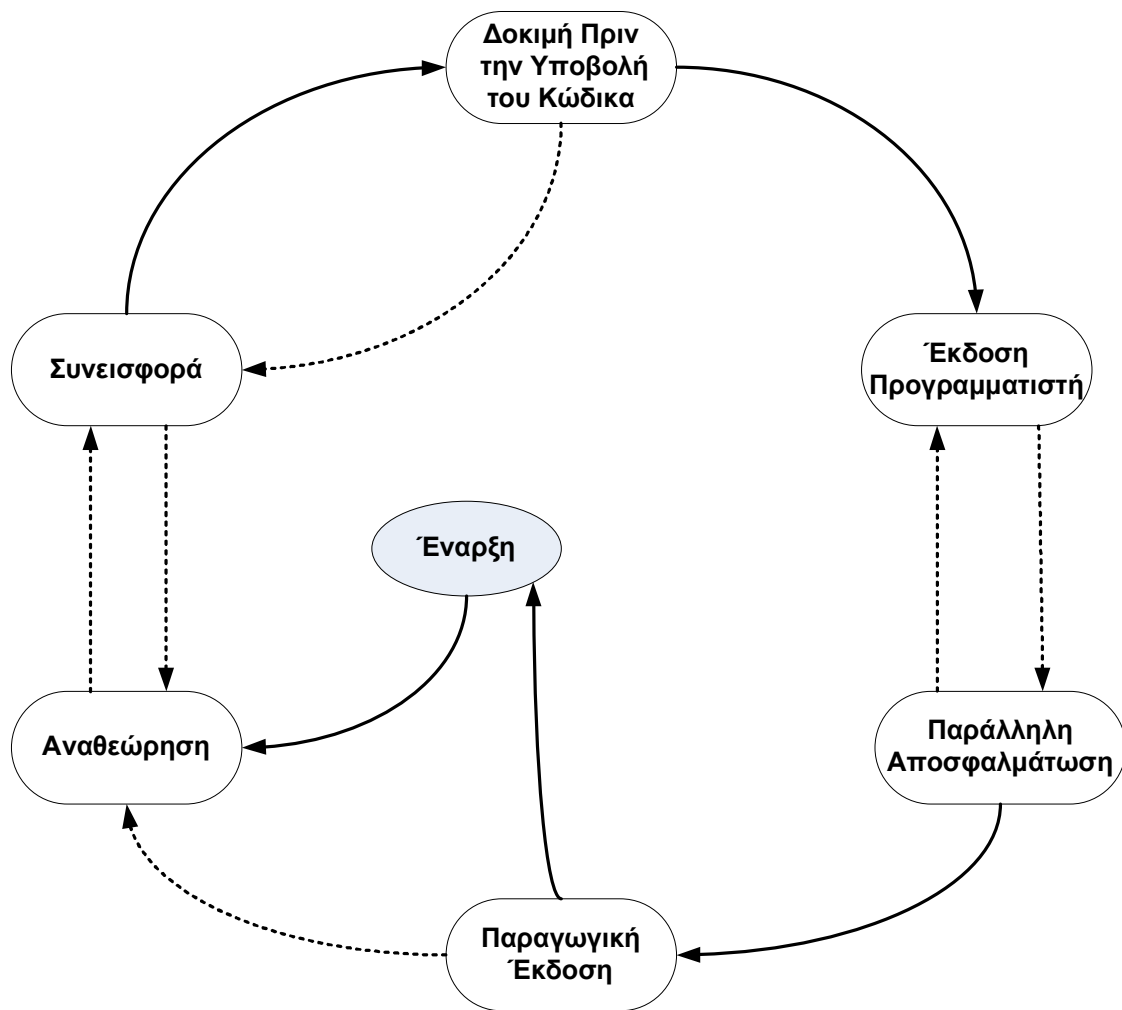 Δοκιμή Πριν
την Υποβολή
του Κώδικα
Συνεισφορά
Έκδοση
Προγραμματιστή
Έναρξη
Αναθεώρηση
Παράλληλη
Αποσφαλμάτωση
Παραγωγική
Έκδοση